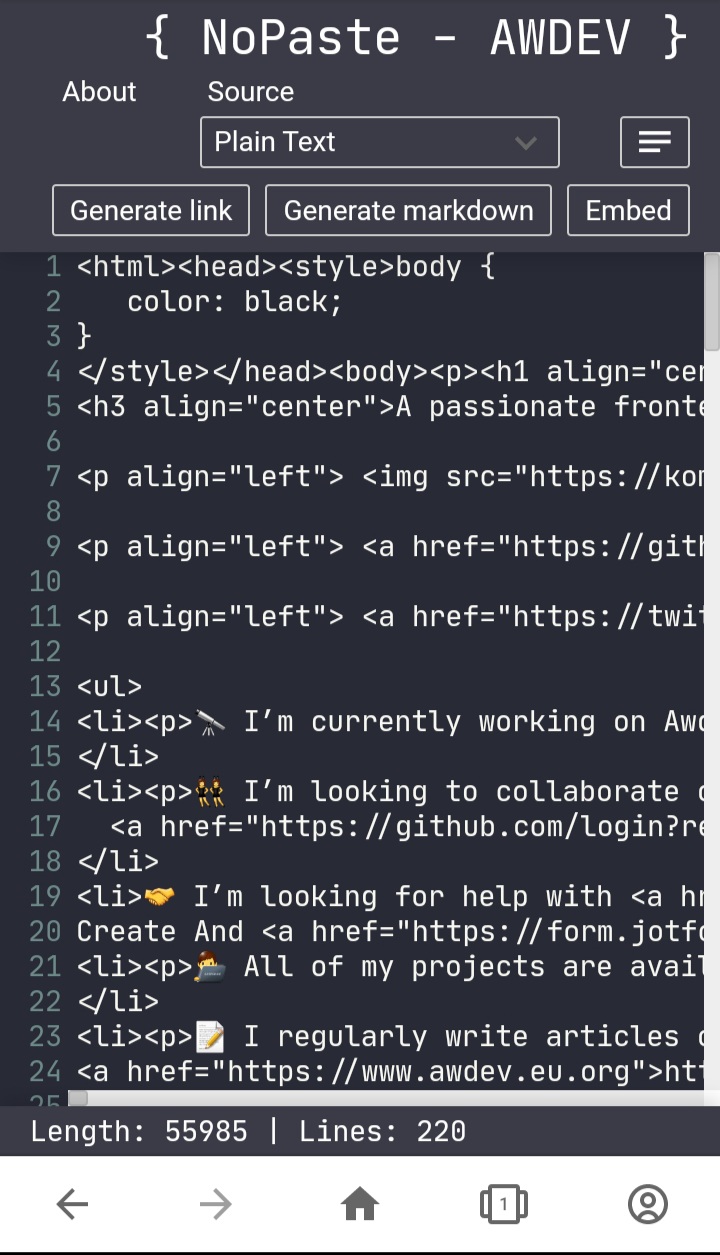 { NoPaste - AWDEV }
About Source
Plain Text
Generate link Generate markdown Embed
1 <html><head><style>body {
2    color: black;
3 }
4 </style></head><body><p><h1 align="cen
5 <h3 align="center">A passionate fronte
6
7 <p align="left"> <img src="https://kom
8
9 <p align="left"> <a href="https://gith
10
11 <p align="left"> <a href="https://twit
12
13 <ul>
14 <li><p>🔭 I’m currently working on Awd
15 </li>
16 <li><p>👯 I’m looking to collaborate o
17   <a href="https://github.com/login?re
18 </li>
19 <li>🤝 I’m looking for help with <a hr
20 Create And <a href="https://form.jotfo
21 <li><p>👨‍💻 All of my projects are avail
22 </li>
23 <li><p>📝 I regularly write articles o
24 <a href="https://www.awdev.eu.org">htt
25
Length: 55985 | Lines: 220
1